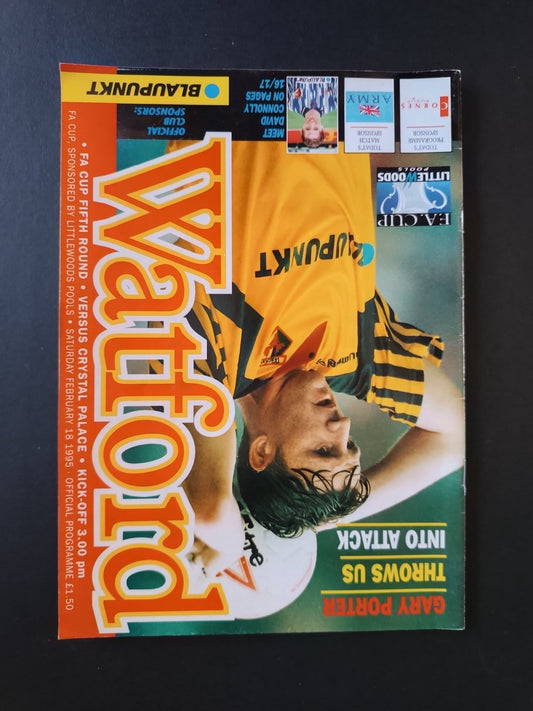 Watford
• FA CUP FIFTH ROUND • VERSUS CRYSTAL PALACE • KICK-OFF 3.00 pm
FA CUP, SPONSORED BY LITTLEWOODS POOLS • SATURDAY FEBRUARY 18 1995 · OFFICIAL PROGRAMME £1.50
GARY PORTER
THROWS US
INTO ATTACK
BLAUPUNKT
F.A CUP
LITTLEWOODS
POOLS
TODAY'S
PROGRAMME
SPONSOR
CORNES
TODAY'S
MATCH
SPONSOR
ARMY
BLAUPUNKT
MEET
DAVID
CONNOLLY
ON PAGES
16/17
OFFICIAL
CLUB
SPONSORS:
BLAUPUNKT